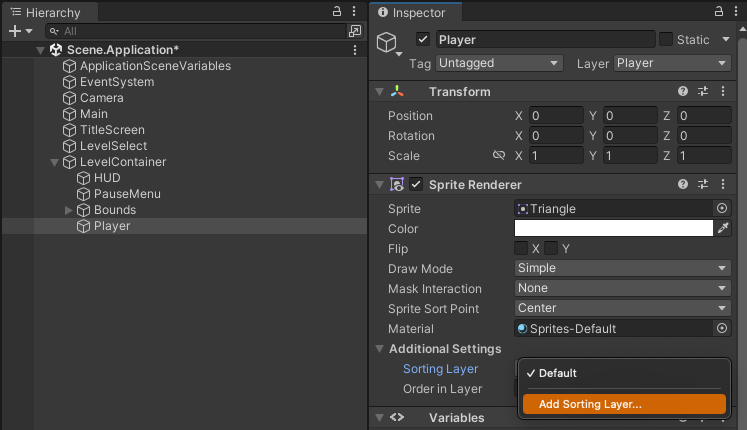 Hierarchy
All
Scene.Application*
ApplicationSceneVariables
EventSystem
Camera
Main
TitleScreen
LevelSelect
LevelContainer
HUD
PauseMenu
Bounds
Player
Inspector
Player Static
Tag Untagged Layer Player
Transform
Position X 0 Y 0 Z 0
Rotation X 0 Y 0 Z 0
Scale X 1 Y 1 Z 1
Sprite Renderer
Sprite Triangle
Color
Flip X Y
Draw Mode Simple
Mask Interaction None
Sprite Sort Point Center
Material Sprites-Default
Additional Settings
Sorting Layer
✓ Default
Order in Layer
Add Sorting Layer...
Variables